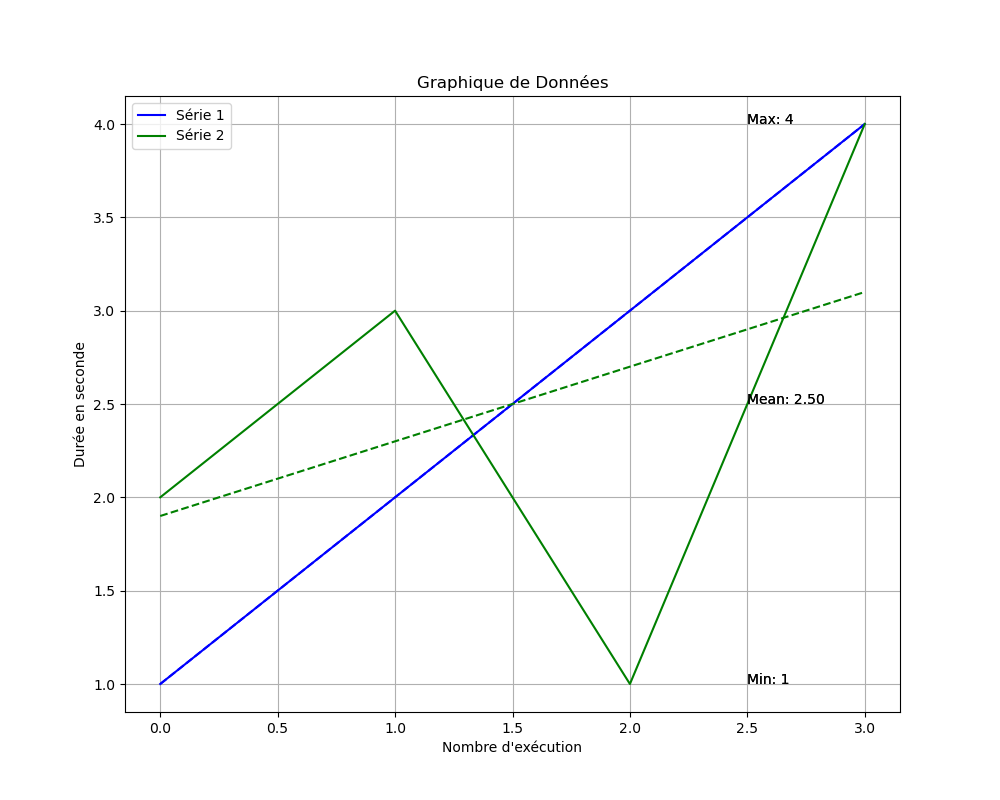 Graphique de Données
Série 1
Série 2
Max: 4
Mean: 2.50
Min: 1
4.0
3.5
3.0
2.5
2.0
1.5
1.0
Durée en seconde
0.0 0.5 1.0 1.5 2.0 2.5 3.0
Nombre d'exécution